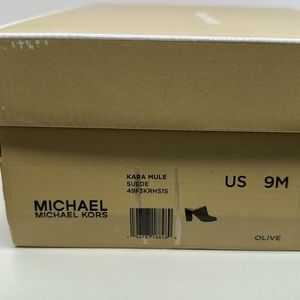 KARA MULE
SUEDE
49F3KRHS1S
US 9M
MICHAEL
MICHAEL KORS
OLIVE